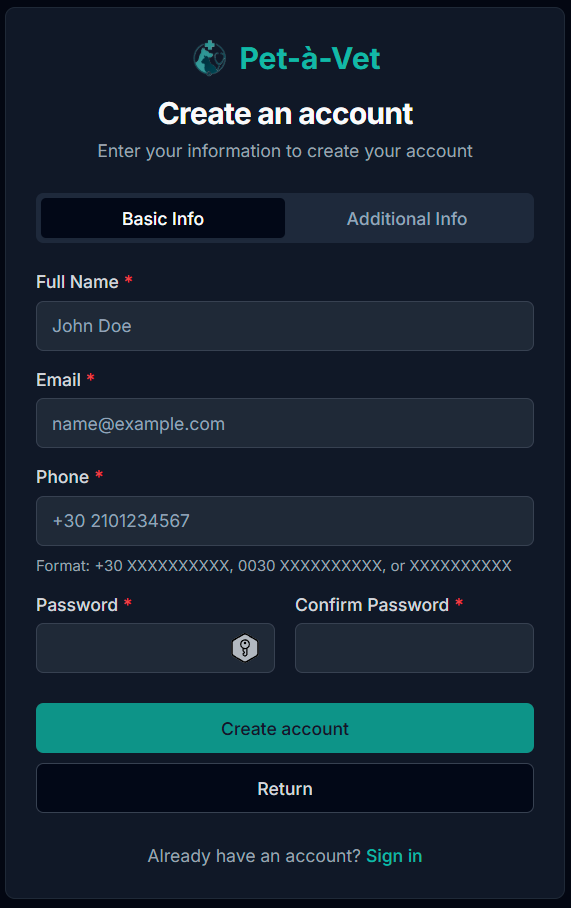 Pet-à-Vet
Create an account
Enter your information to create your account
Basic Info Additional Info
Full Name *
John Doe
Email *
name@example.com
Phone *
+30 2101234567
Format: +30 XXXXXXXXXX, 0030 XXXXXXXXXX, or XXXXXXXXXX
Password * Confirm Password *
Create account
Return
Already have an account? Sign in